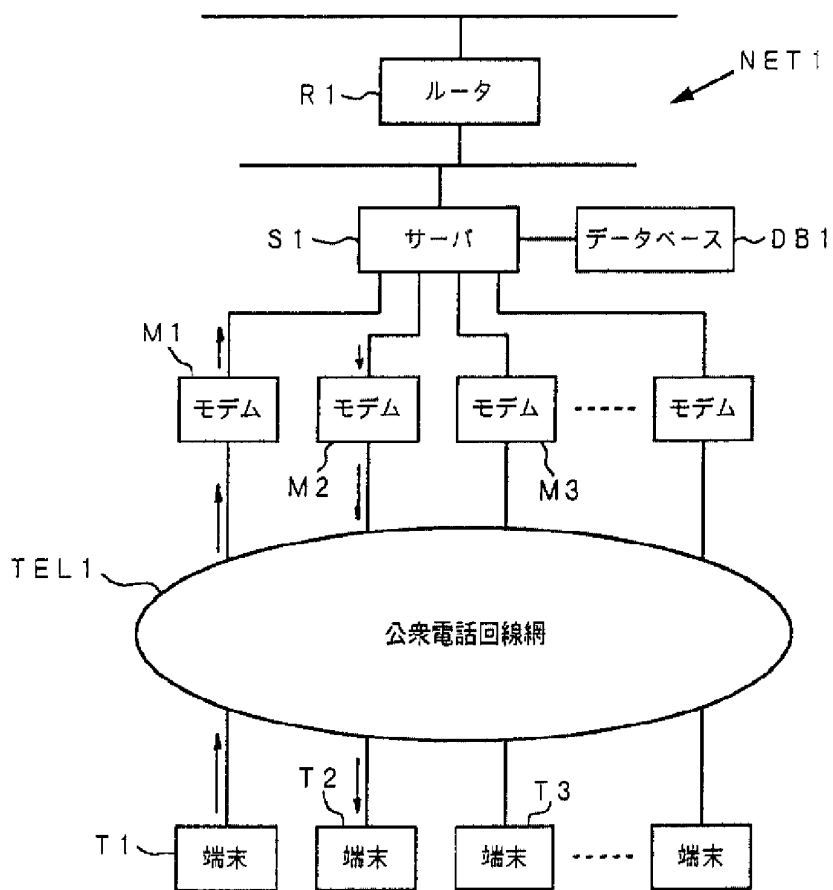 NET1
R1
ルータ
S1
サーバ
データベース
DB1
M1
モデム
モデム
モデム
モデム
M2
M3
TEL1
公衆電話回線網
T2
T3
T1
端末
端末
端末
端末